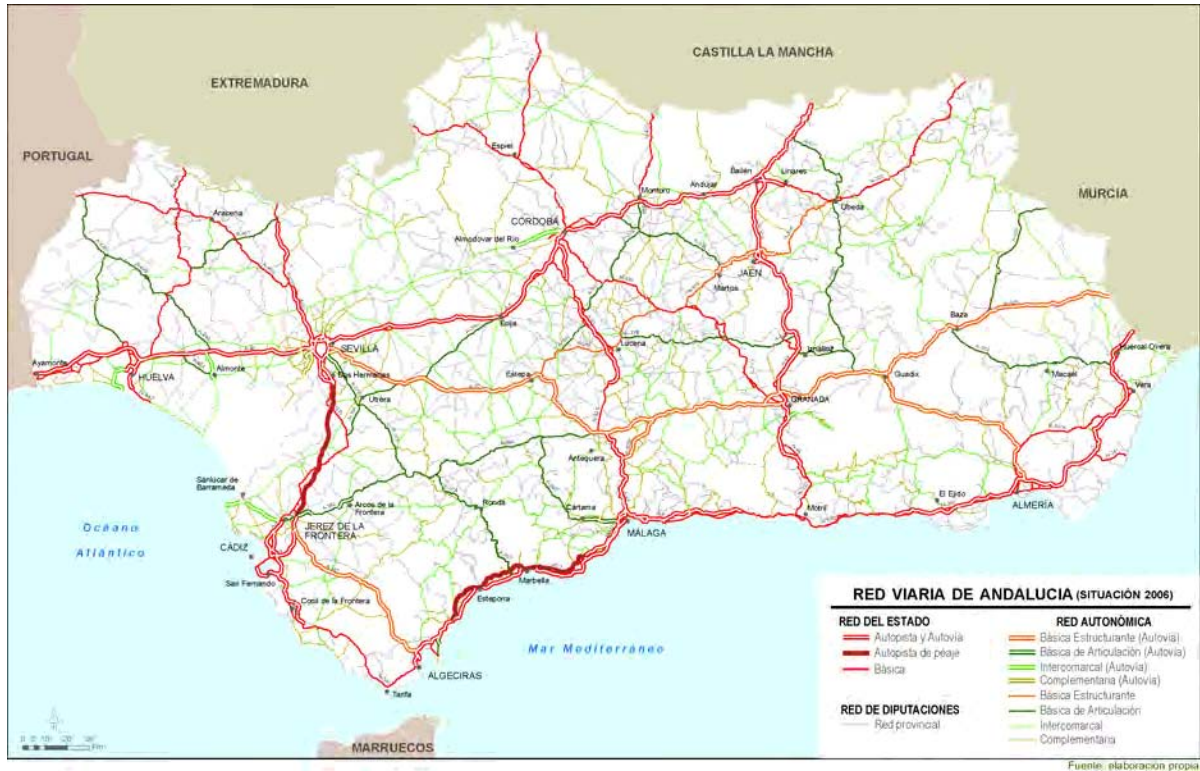 CASTILLA LA MANCHA
EXTREMADURA
PORTUGAL
MURCIA
Espiel
Bailén
Linares
Andújar
Montoro
Úbeda
Aracena
CÓRDOBA
Almodovar del Río
JAÉN
Martos
Écija
Baza
Lucena
Iznalloz
Huercal-Overa
SEVILLA
Ayamonte
HUELVA
Almonte
Dos Hermanas
Estepa
Guadix
Macael
Vera
Utrera
GRANADA
Antequera
Sanlucar de
Barrameda
Arcos de la
Frontera
Ronda
Cártama
El Ejido
ALMERÍA
Motril
Océano
Atlántico
JEREZ DE LA
FRONTERA
MÁLAGA
CÁDIZ
San Fernando
Marbella
Estepona
Conil de la Frontera
Mar Mediterráneo
ALGECIRAS
Tarifa
MARRUECOS
RED VIARIA DE ANDALUCIA (SITUACIÓN 2006)
RED DEL ESTADO
Autopista y Autovía
Autopista de peaje
Básica
RED DE DIPUTACIONES
Red provincial
RED AUTONÓMICA
Básica Estructurante (Autovía)
Básica de Articulación (Autovía)
Intercomarcal (Autovía)
Complementaria (Autovía)
Básica Estructurante
Básica de Articulación
Intercomarcal
Complementaria
Fuente: elaboración propia